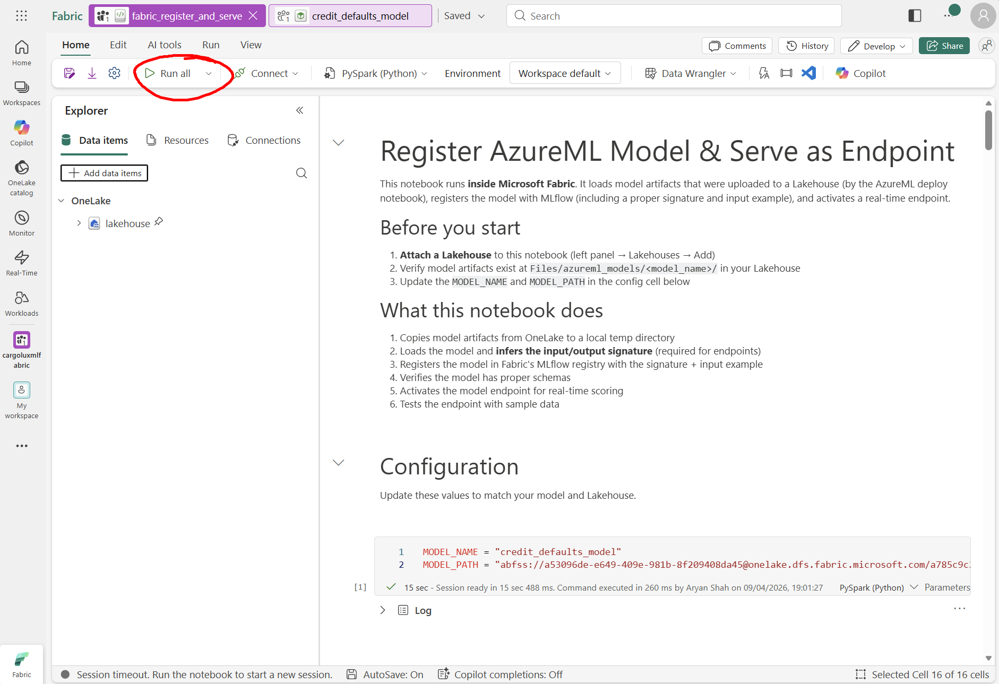 Fabric
1
fabric_register_and_serve
1
credit_defaults_model
Saved
Search
Home
Edit
AI tools
Run
View
Comments
History
Develop
Share
Run all
Connect
PySpark (Python)
Environment
Workspace default
Data Wrangler
Copilot
Home
Workspaces
Copilot
OneLake
catalog
Monitor
Real-Time
Workloads
1
cargoluxmlf
abric
My
workspace
Fabric
Explorer
Data items
Resources
Connections
Add data items
OneLake
lakehouse
Register AzureML Model & Serve as Endpoint
This notebook runs inside Microsoft Fabric. It loads model artifacts that were uploaded to a Lakehouse (by the AzureML deploy
notebook), registers the model with MLflow (including a proper signature and input example), and activates a real-time endpoint.
Before you start
1. Attach a Lakehouse to this notebook (left panel → Lakehouses → Add)
2. Verify model artifacts exist at Files/azureml_models/<model_name>/ in your Lakehouse
3. Update the MODEL_NAME and MODEL_PATH in the config cell below
What this notebook does
1. Copies model artifacts from OneLake to a local temp directory
2. Loads the model and infers the input/output signature (required for endpoints)
3. Registers the model in Fabric's MLflow registry with the signature + input example
4. Verifies the model has proper schemas
5. Activates the model endpoint for real-time scoring
6. Tests the endpoint with sample data
Configuration
Update these values to match your model and Lakehouse.
1 MODEL_NAME = "credit_defaults_model"
2 MODEL_PATH = "abfss://a53096de-e649-409e-981b-8f209408da45@onelake.dfs.fabric.microsoft.com/a785c9c
[1] 15 sec - Session ready in 15 sec 488 ms. Command executed in 260 ms by Aryan Shah on 09/04/2026, 19:01:27 PySpark (Python) Parameters
Log
Session timeout. Run the notebook to start a new session.
AutoSave: On
Copilot completions: Off
Selected Cell 16 of 16 cells